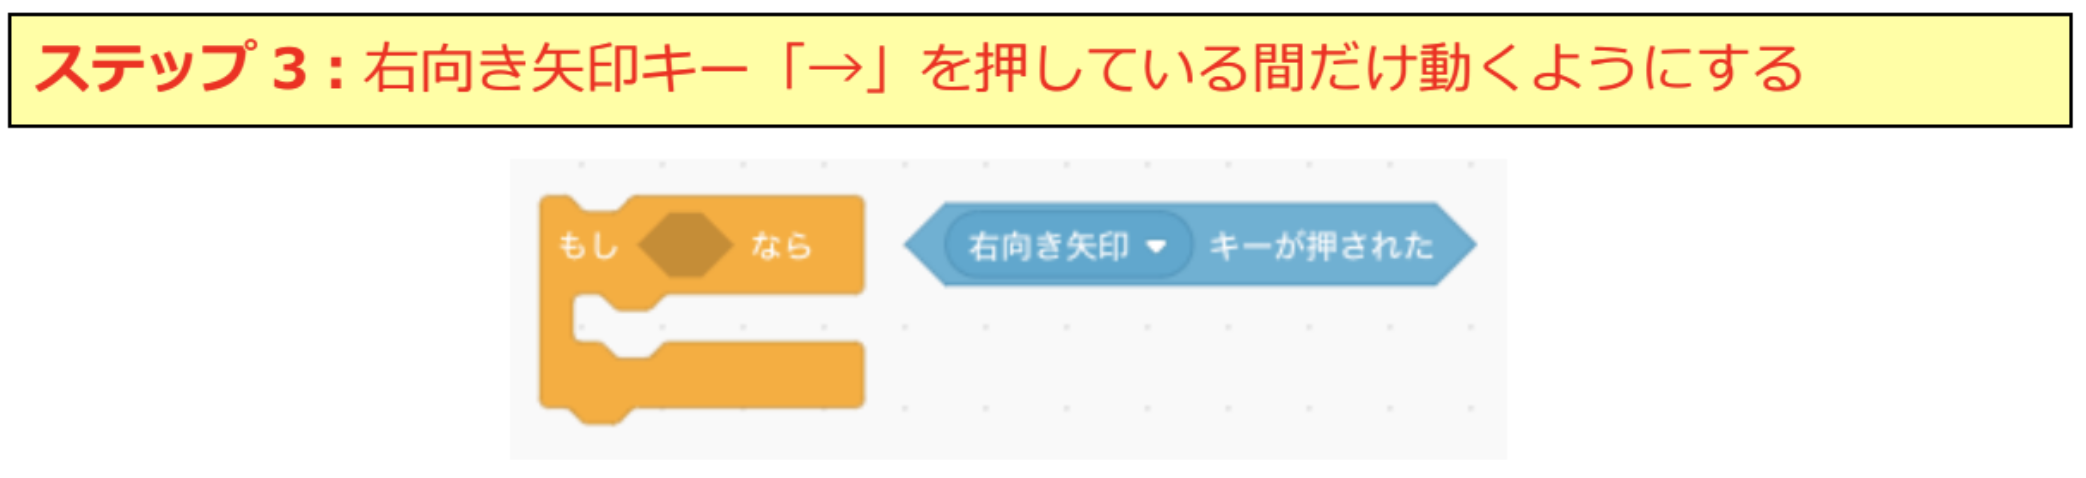 ステップ 3：右向き矢印キー「→」を押している間だけ動くようにする
もし なら
右向き矢印 キーが押された